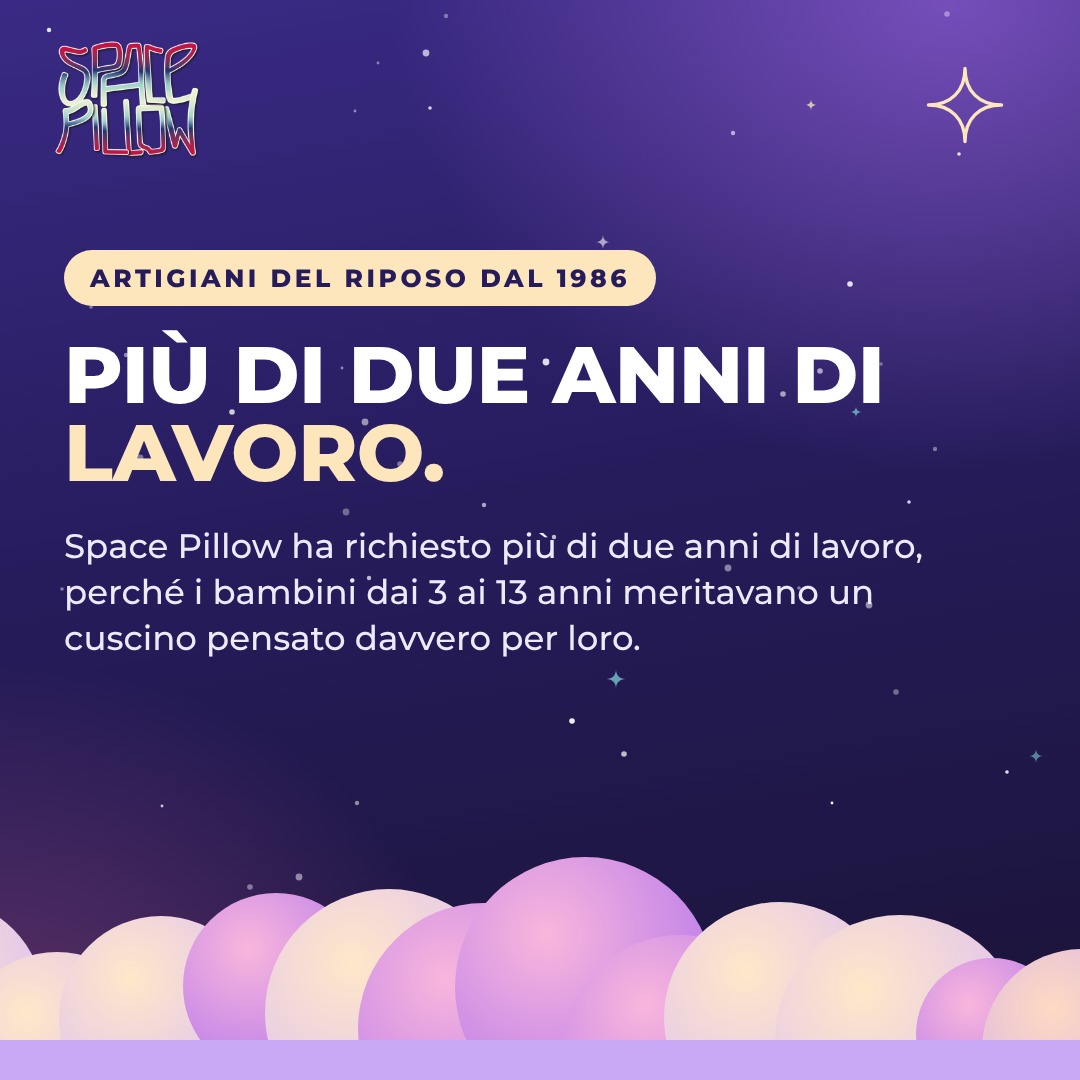 SPACE
PILLOW
ARTIGIANI DEL RIPOSO DAL 1986
PIÙ DI DUE ANNI DI
LAVORO.
Space Pillow ha richiesto più di due anni di lavoro,
perché i bambini dai 3 ai 13 anni meritavano un
cuscino pensato davvero per loro.